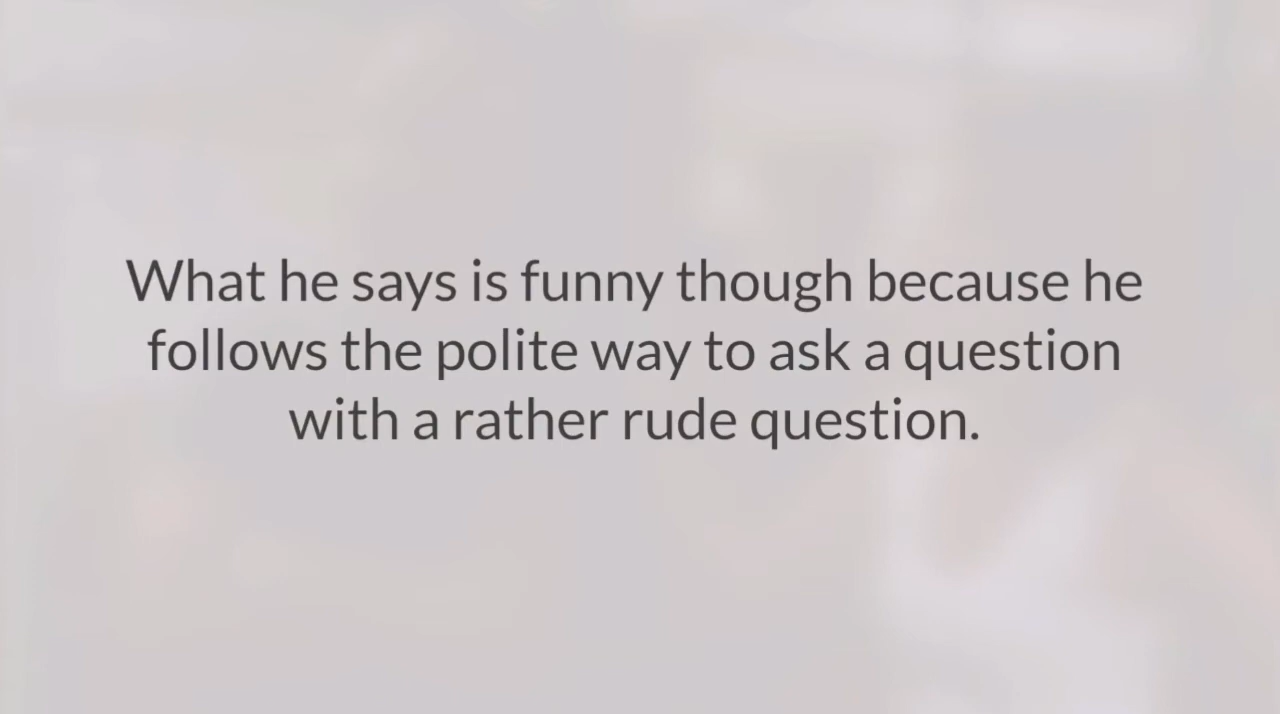 What he says is funny though because he
follows the polite way to ask a question
with a rather rude question.